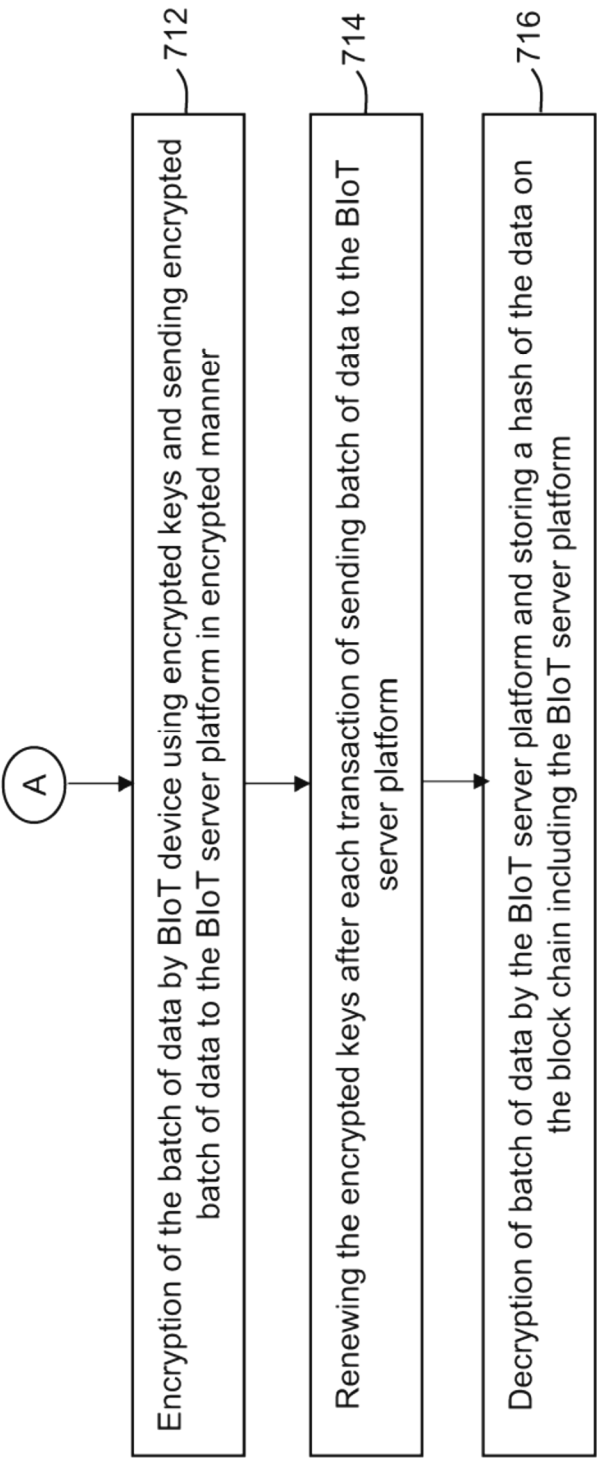 A
712
Encryption of the batch of data by BIoT device using encrypted keys and sending encrypted
batch of data to the BIoT server platform in encrypted manner
714
Renewing the encrypted keys after each transaction of sending batch of data to the BIoT
server platform
716
Decryption of batch of data by the BIoT server platform and storing a hash of the data on
the block chain including the BIoT server platform